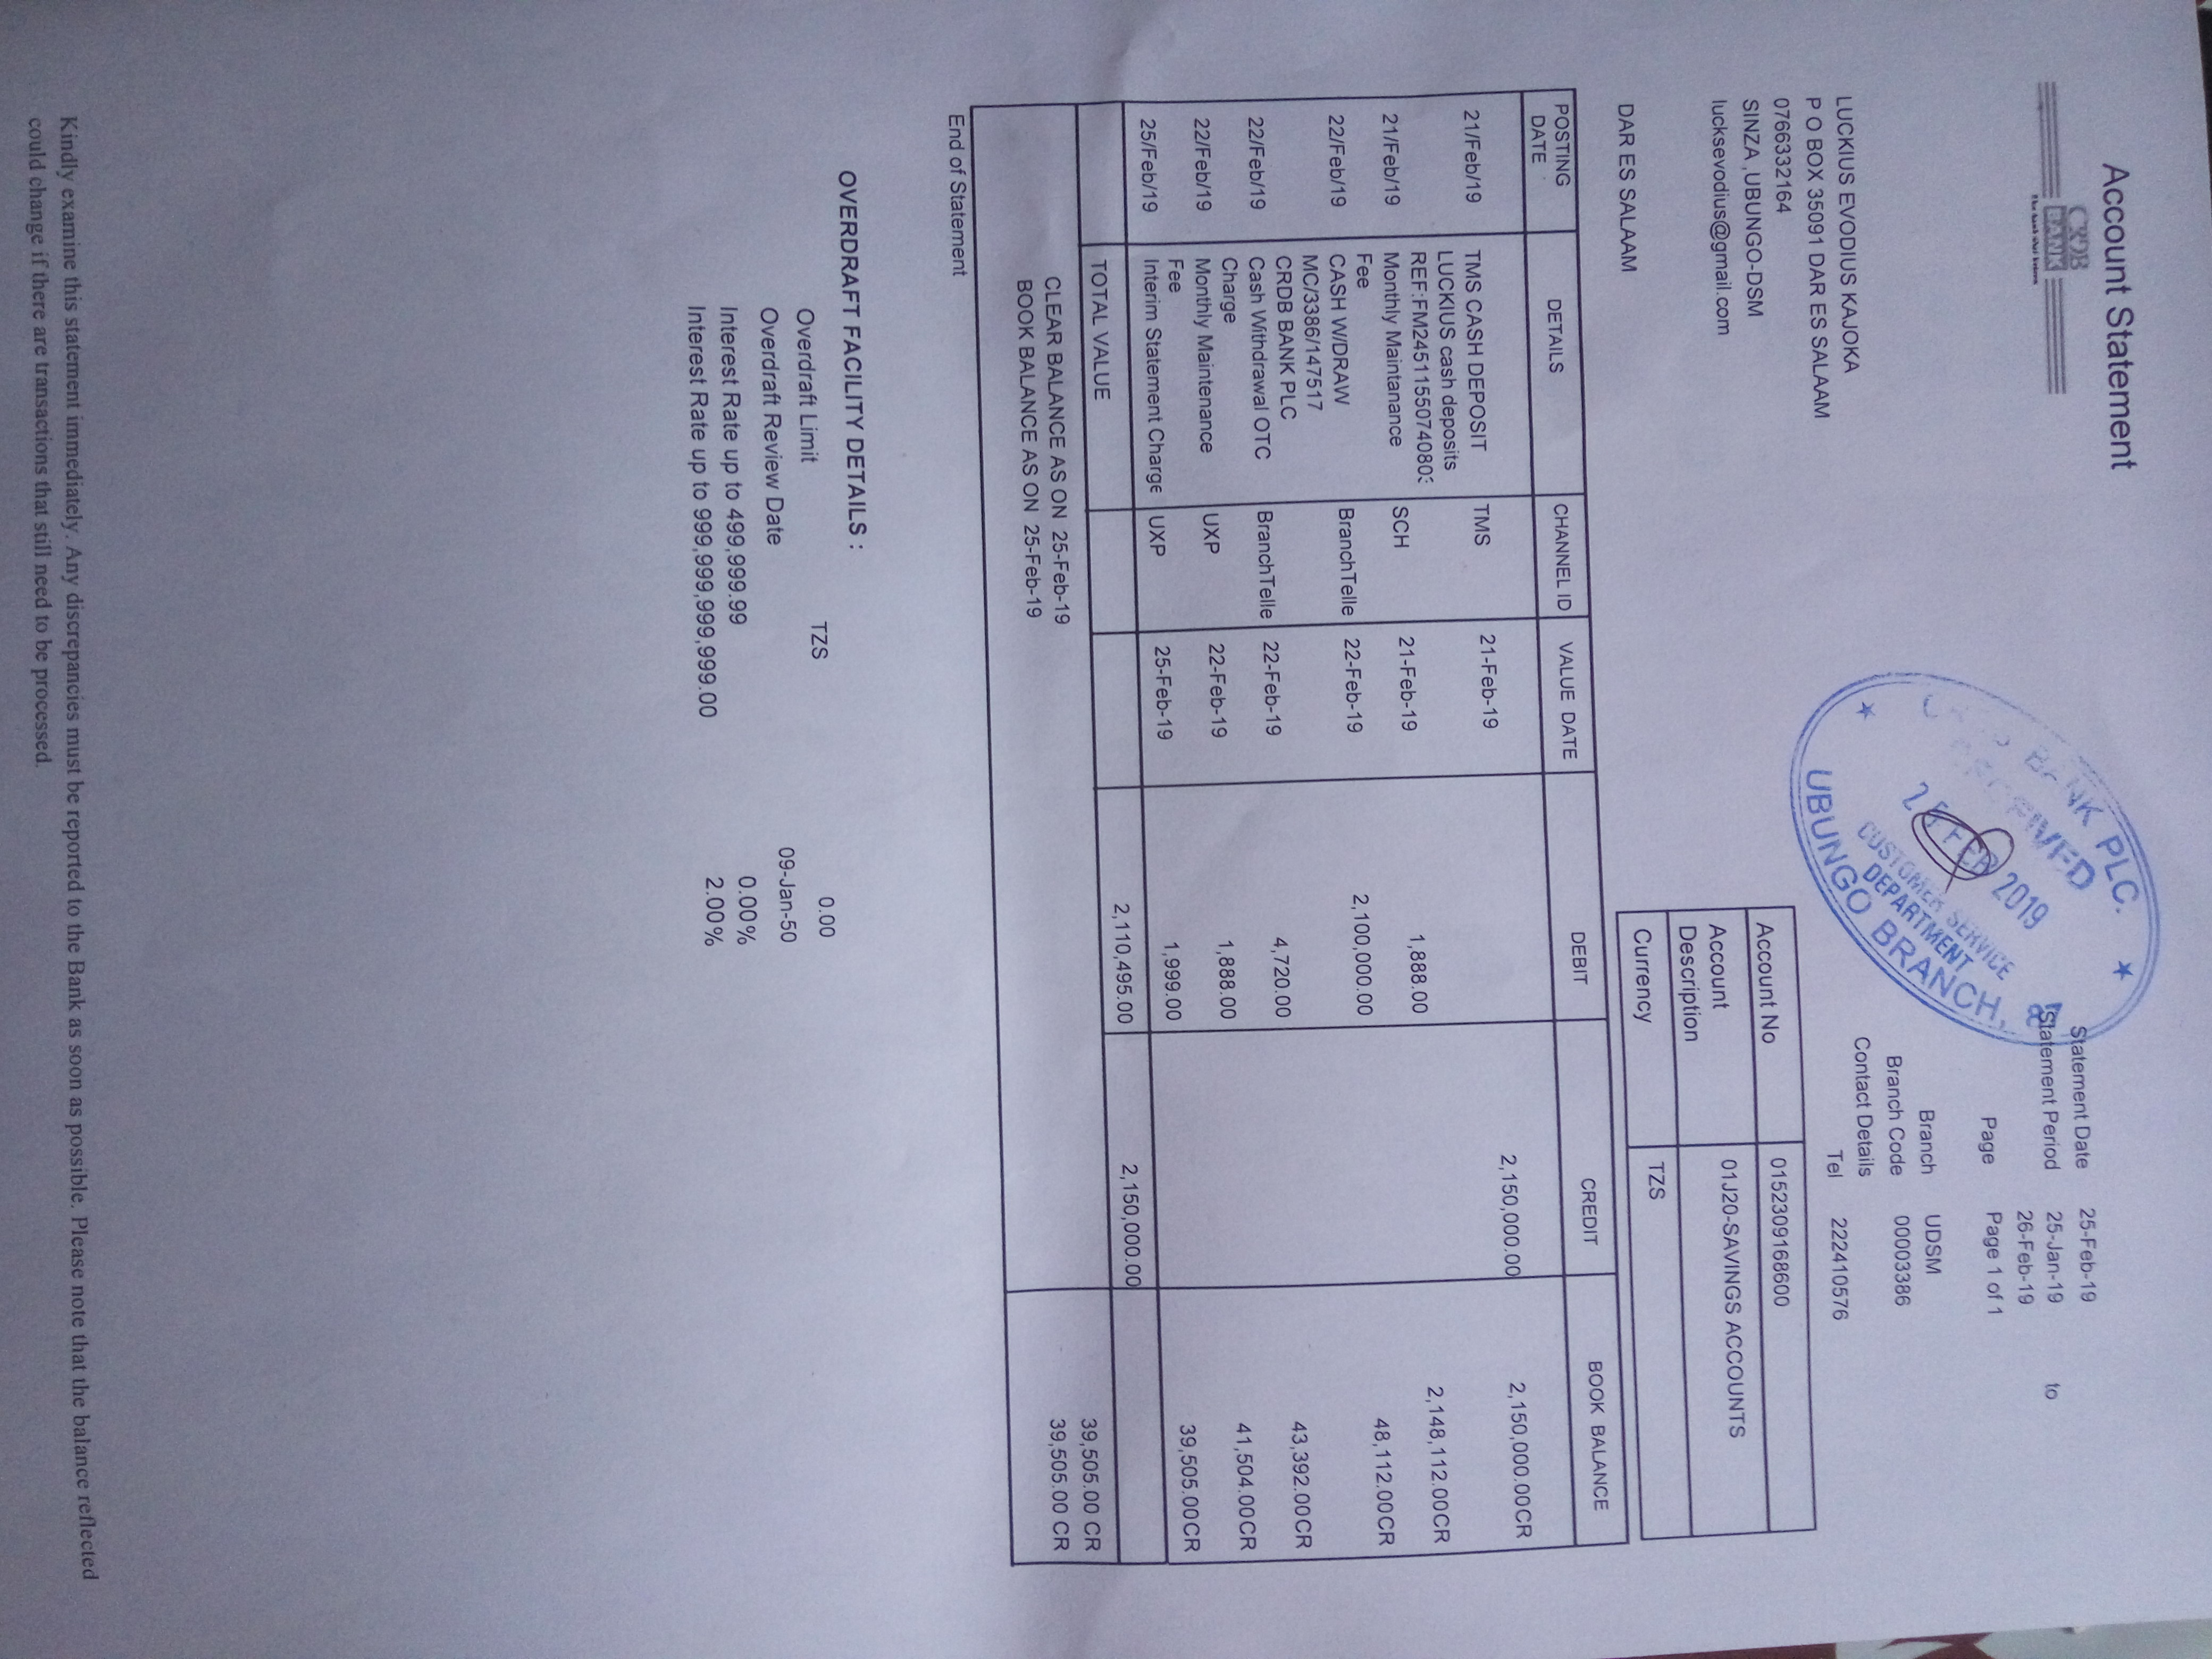 Account Statement
CRDB
BANK
The bank that listens
LUCKIUS EVODIUS KAJOKA
P O BOX 35091 DAR ES SALAAM
0766332164
SINZA ,UBUNGO-DSM
lucksevodius@gmail.com
DAR ES SALAAM
BANK PLC.
2019
CUSTOMER SERVICE
DEPARTMENT
UBUNGO BRANCH,
Statement Date 25-Feb-19
Statement Period 25-Jan-19 to
26-Feb-19
Page Page 1 of 1
Branch UDSM
Branch Code 00003386
Contact Details
Tel 222410576
Account No 0152309168600
Account Description 01J20-SAVINGS ACCOUNTS
Currency TZS
POSTING DATE DETAILS CHANNEL ID VALUE DATE DEBIT CREDIT BOOK BALANCE
21/Feb/19 TMS CASH DEPOSIT TMS 21-Feb-19 2,150,000.00 2,150,000.00CR
LUCKIUS cash deposits
REF:FM2451155074080
21/Feb/19 Monthly Maintanance SCH 21-Feb-19 1,888.00 2,148,112.00CR
Fee
22/Feb/19 CASH W/DRAW BranchTelle 22-Feb-19 2,100,000.00 48,112.00CR
MC/3386/147517
CRDB BANK PLC
22/Feb/19 Cash Withdrawal OTC BranchTelle 22-Feb-19 4,720.00 43,392.00CR
Charge
22/Feb/19 Monthly Maintenance UXP 22-Feb-19 1,888.00 41,504.00CR
Fee
25/Feb/19 Interim Statement Charge UXP 25-Feb-19 1,999.00 39,505.00CR
TOTAL VALUE 2,110,495.00 2,150,000.00
CLEAR BALANCE AS ON 25-Feb-19 39,505.00 CR
BOOK BALANCE AS ON 25-Feb-19 39,505.00 CR
End of Statement
OVERDRAFT FACILITY DETAILS :
Overdraft Limit TZS 0.00
Overdraft Review Date 09-Jan-50
Interest Rate up to 499,999.99 0.00%
Interest Rate up to 999,999,999,999,999.00 2.00%
Kindly examine this statement immediately. Any discrepancies must be reported to the Bank as soon as possible. Please note that the balance reflected
could change if there are transactions that still need to be processed.